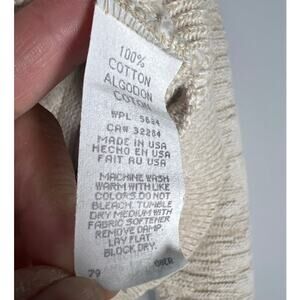 100%
COTTON
ALGODON
COTON
WPL 5684
CA# 32284
MADE IN USA
HECHO EN USA
FAIT AU USA
MACHINE WASH
WARM WITH LIKE
COLORS. DO NOT
BLEACH. TUMBLE
DRY MEDIUM WITH
FABRIC SOFTENER
REMOVE DAMP.
LAY FLAT.
BLOCK DRY.
79